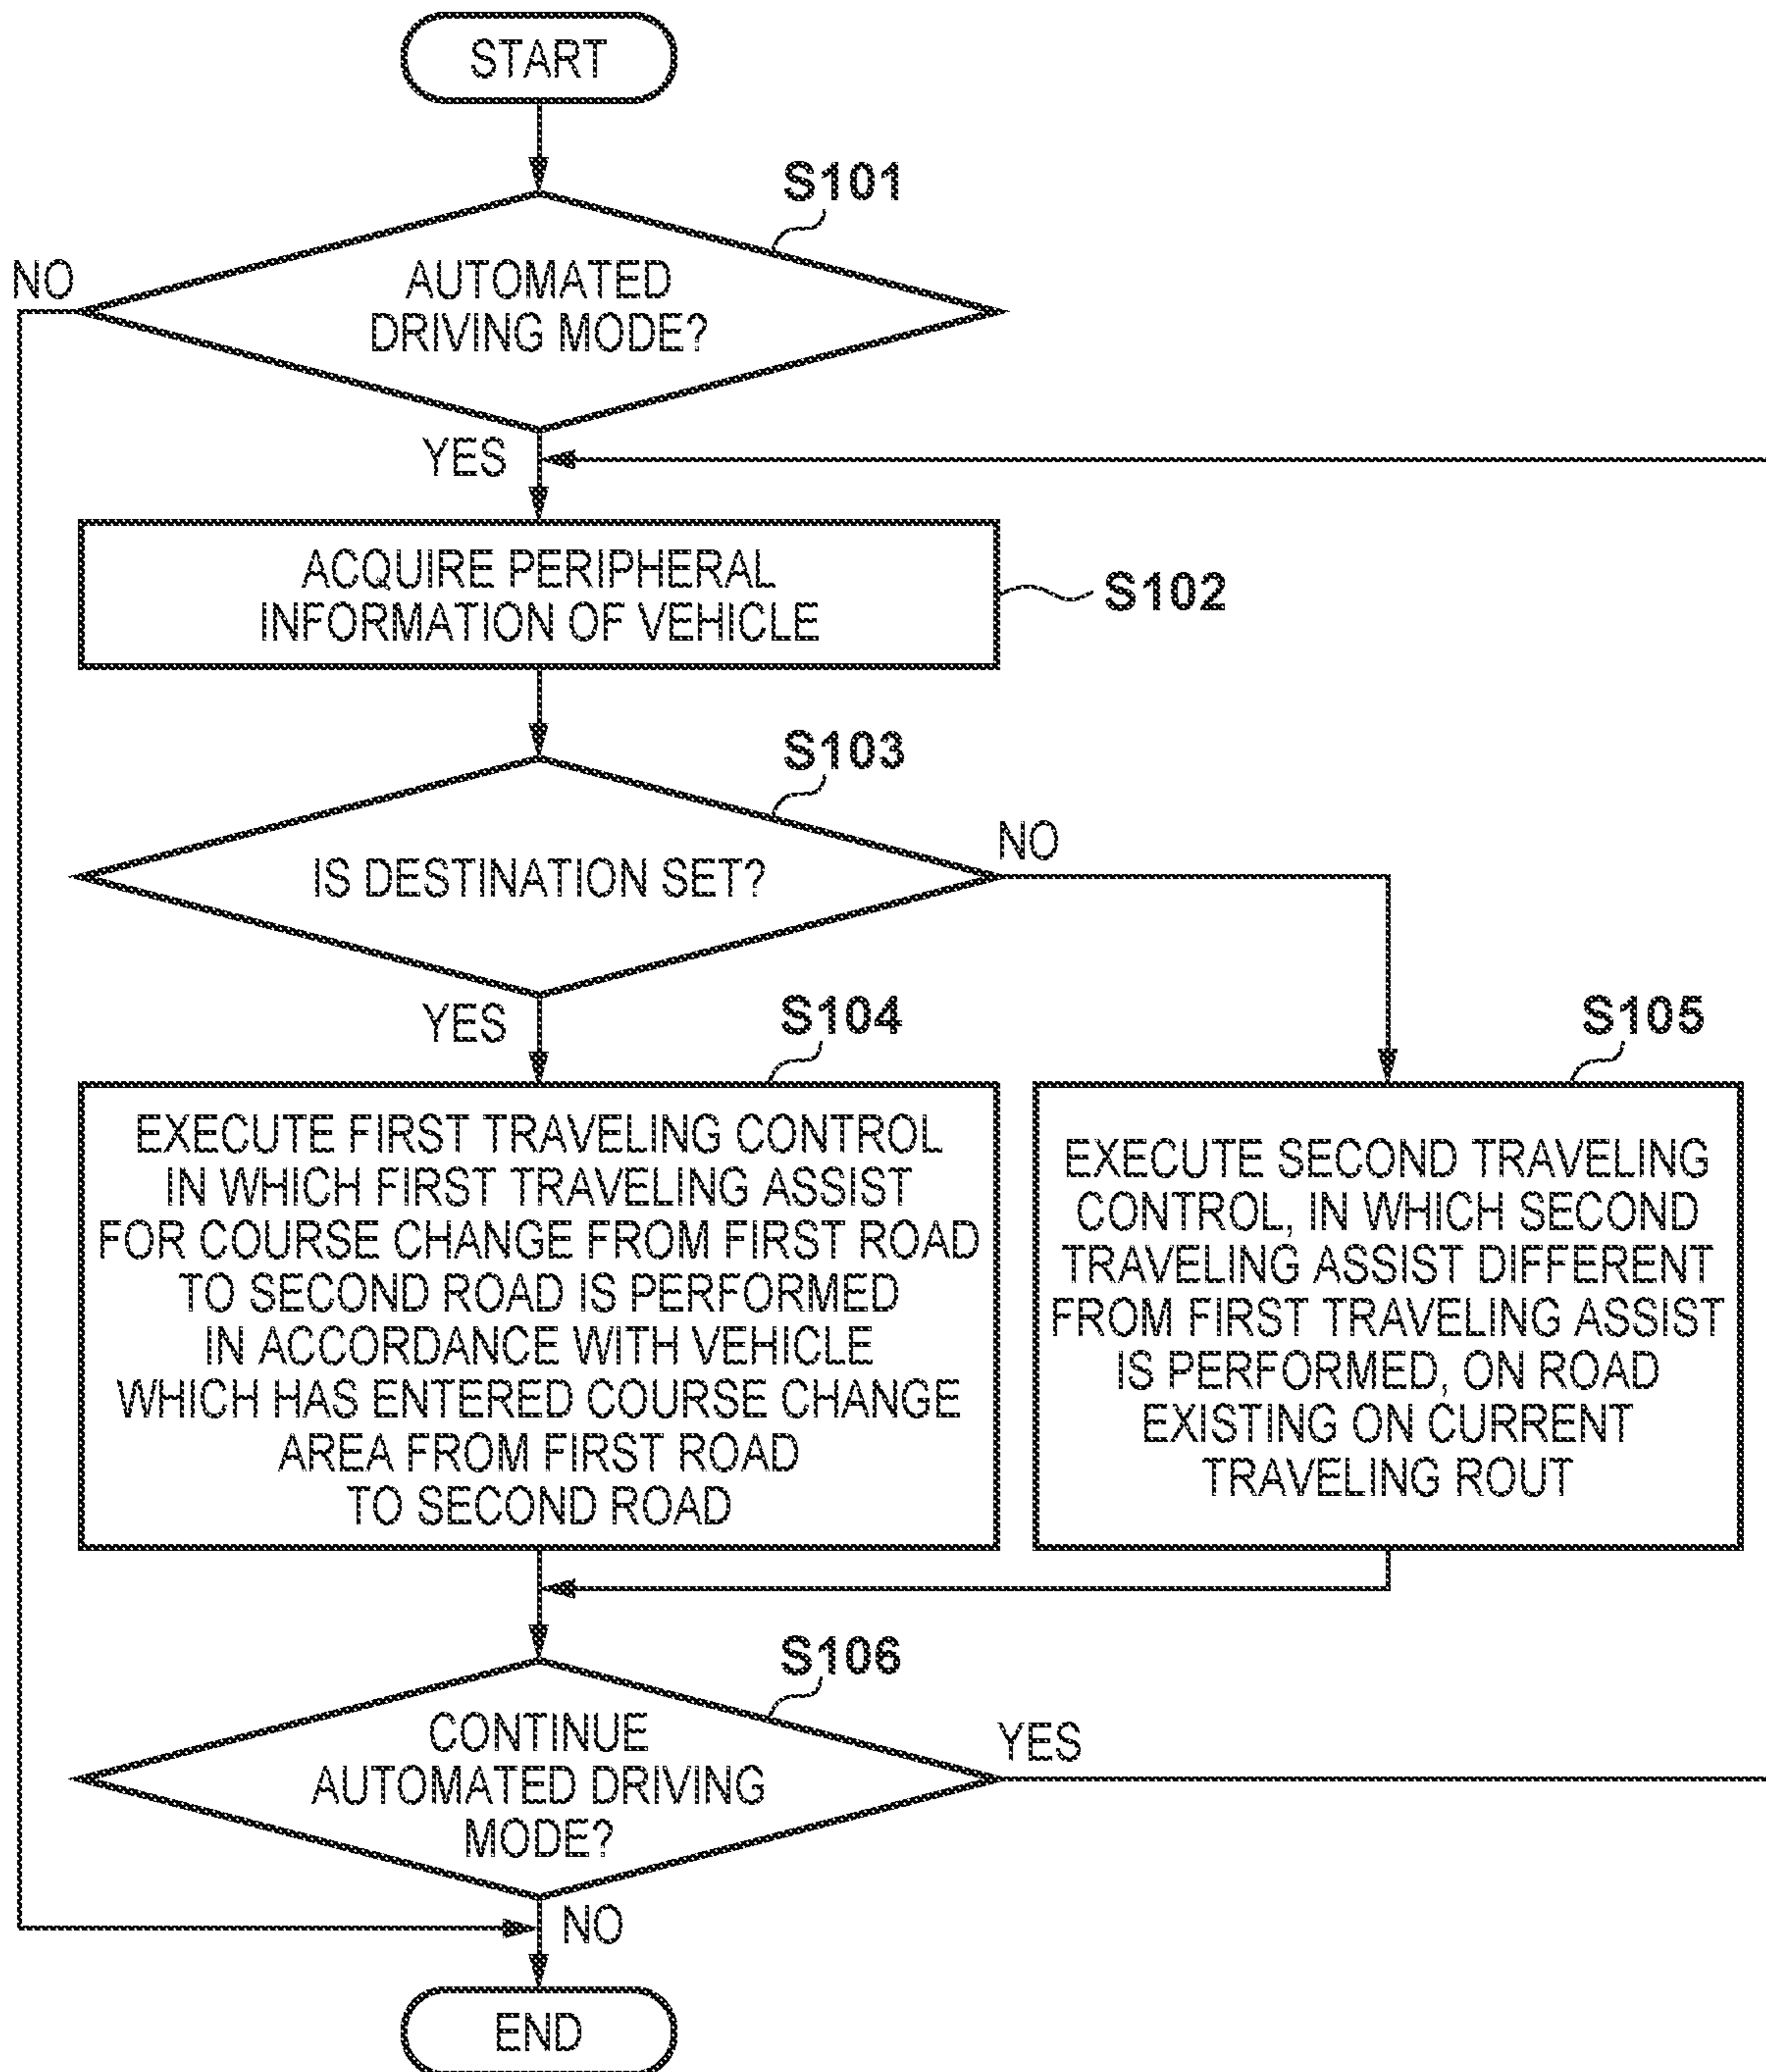 START
S101
NO
AUTOMATED
DRIVING MODE?
YES
ACQUIRE PERIPHERAL
INFORMATION OF VEHICLE
S102
S103
NO
IS DESTINATION SET?
YES
S104
EXECUTE FIRST TRAVELING CONTROL
IN WHICH FIRST TRAVELING ASSIST
FOR COURSE CHANGE FROM FIRST ROAD
TO SECOND ROAD IS PERFORMED
IN ACCORDANCE WITH VEHICLE
WHICH HAS ENTERED COURSE CHANGE
AREA FROM FIRST ROAD
TO SECOND ROAD
S105
EXECUTE SECOND TRAVELING
CONTROL, IN WHICH SECOND
TRAVELING ASSIST DIFFERENT
FROM FIRST TRAVELING ASSIST
IS PERFORMED, ON ROAD
EXISTING ON CURRENT
TRAVELING ROUT
S106
CONTINUE
AUTOMATED DRIVING
MODE?
YES
NO
END